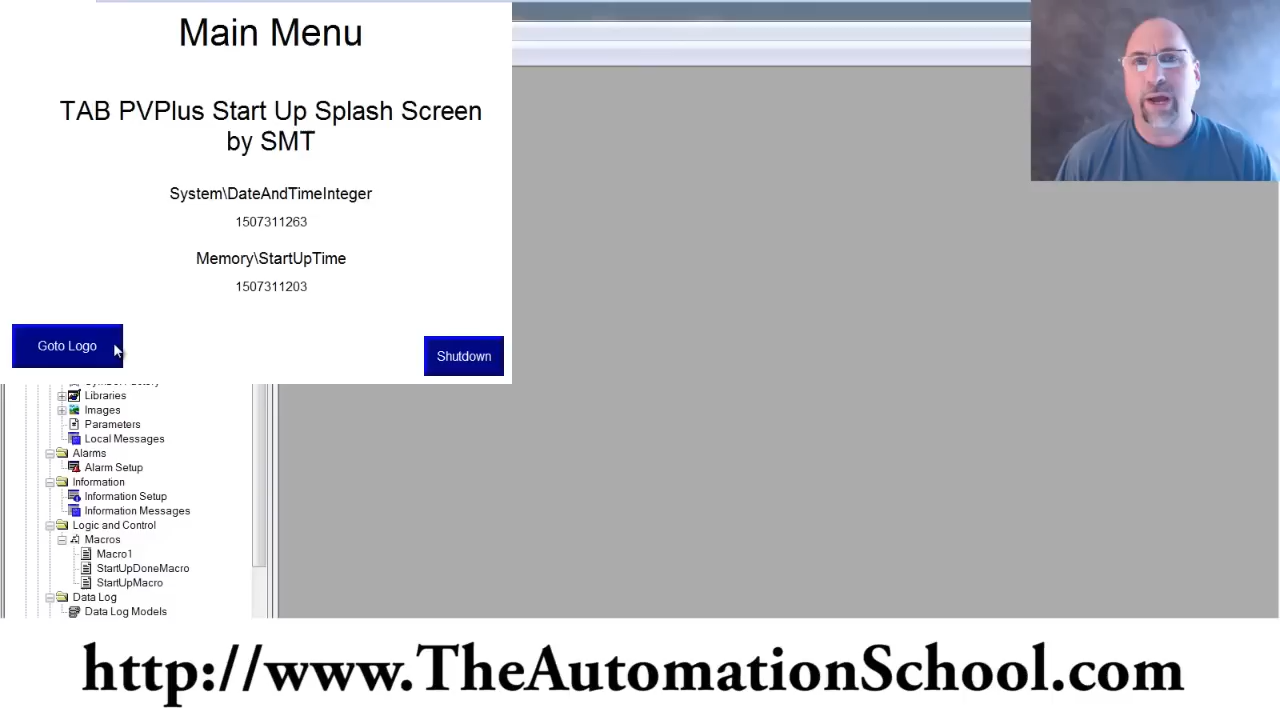 Main Menu
TAB PVPlus Start Up Splash Screen
by SMT
System\DateAndTimeInteger
1507311263
Memory\StartUpTime
1507311203
Goto Logo
Shutdown
Libraries
Images
Parameters
Local Messages
Alarms
Alarm Setup
Information
Information Setup
Information Messages
Logic and Control
Macros
Macro1
StartUpDoneMacro
StartUpMacro
Data Log
Data Log Models
http://www.TheAutomationSchool.com